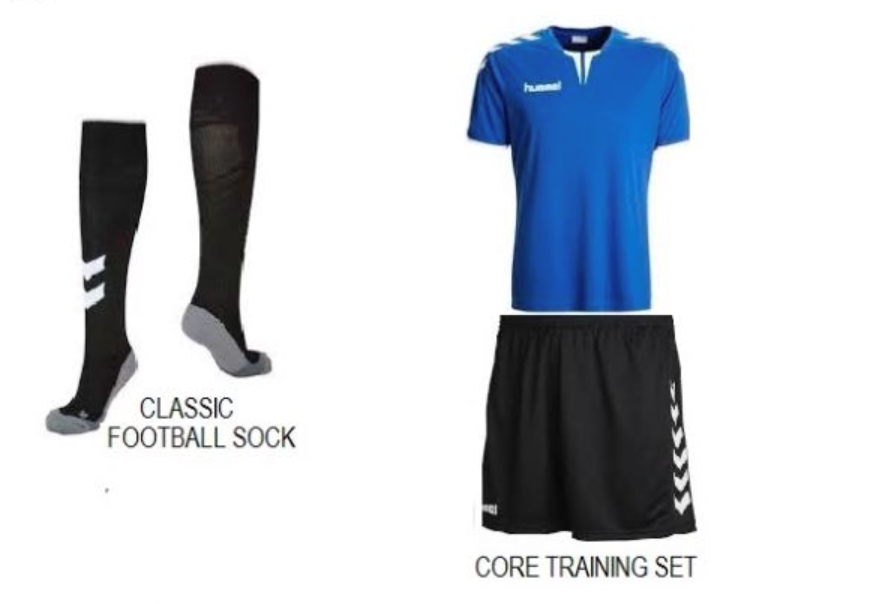 hummel
CLASSIC
FOOTBALL SOCK
CORE TRAINING SET